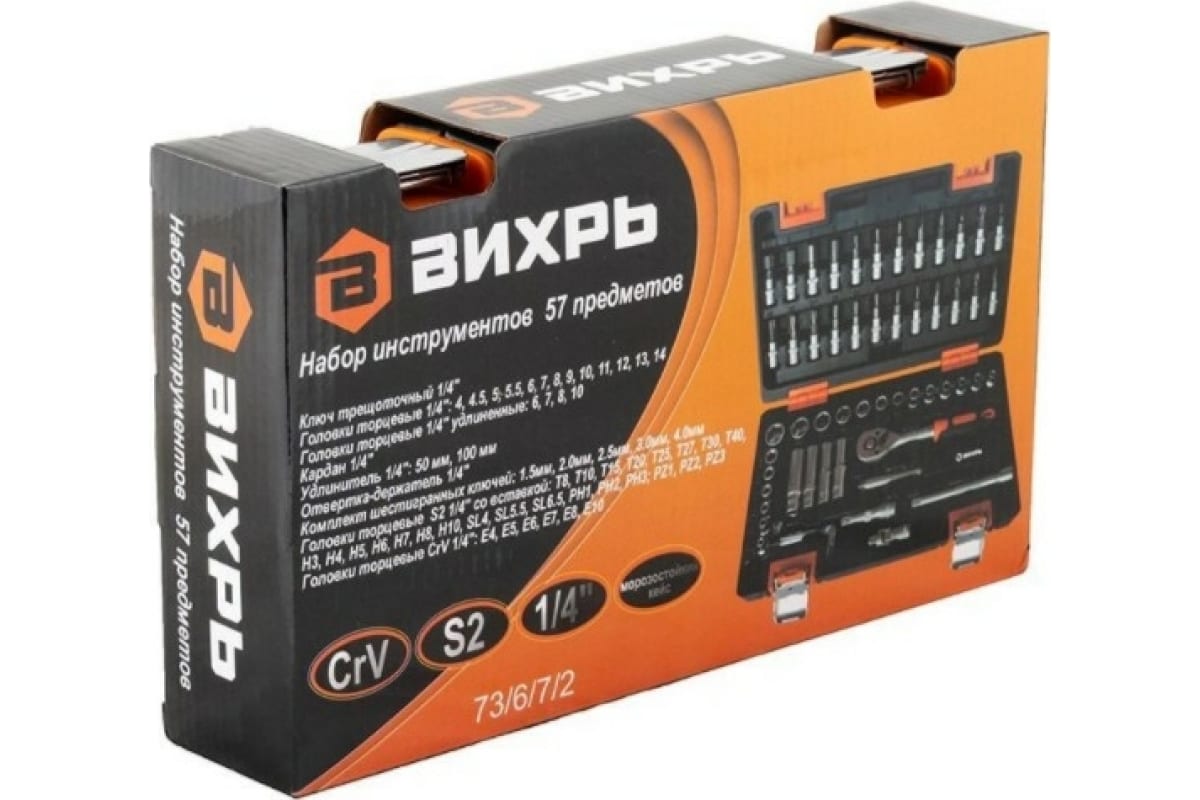 ВИХРЬ
ВИХРЬ
Набор инструментов 57 предметов
Ключ трещоточный 1/4"
Головки торцевые 1/4": 4, 4.5, 5, 5.5, 6, 7, 8, 9, 10, 11, 12, 13, 14
Головки торцевые 1/4" удлиненные: 6, 7, 8, 10
Кардан 1/4"
Удлинитель 1/4": 50 мм, 100 мм
Отвертка-держатель 1/4"
Комплект шестигранных ключей: 1.5мм, 2.0мм, 2.5мм, 3.0мм, 4.0мм
Головки торцевые S2 1/4" со вставкой: T8, T10, T15, T20, T25, T27, T30, T40,
H3, H4, H5, H6, H7, H8, H10, SL4, SL5.5, SL6.5, PH1, PH2, PH3; PZ1, PZ2, PZ3
Головки торцевые CrV 1/4": E4, E5, E6, E7, E8, E10
CrV
S2
1/4"
морозостойкий
кейс
73/6/7/2
ВИХРЬ
Набор инструментов 57 предметов
ВИХРЬ